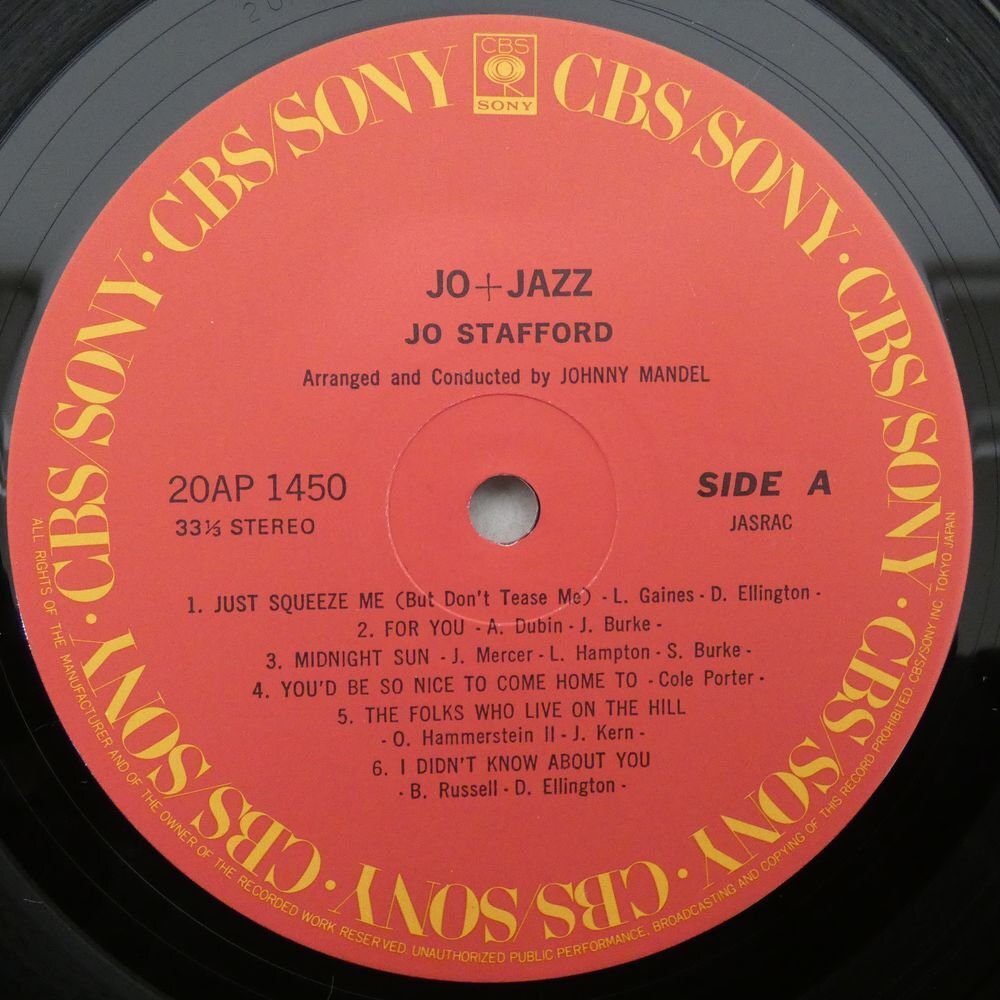 CBS
SONY
CBS/SONY · CBS/SONY · CBS/SONY · CBS/SONY · CBS/SONY · CBS/SONY · CBS/SONY · CBS/SONY
JO+JAZZ
JO STAFFORD
Arranged and Conducted by JOHNNY MANDEL
20AP 1450
33⅓ STEREO
SIDE A
JASRAC
1. JUST SQUEEZE ME (But Don't Tease Me) - L. Gaines - D. Ellington -
2. FOR YOU - A. Dubin - J. Burke -
3. MIDNIGHT SUN - J. Mercer - L. Hampton - S. Burke -
4. YOU'D BE SO NICE TO COME HOME TO - Cole Porter -
5. THE FOLKS WHO LIVE ON THE HILL
- O. Hammerstein II - J. Kern -
6. I DIDN'T KNOW ABOUT YOU
- B. Russell - D. Ellington -
ALL RIGHTS OF THE MANUFACTURER AND OF THE OWNER OF THE RECORDED WORK RESERVED. UNAUTHORIZED PUBLIC PERFORMANCE, BROADCASTING AND COPYING OF THIS RECORD PROHIBITED. CBS/SONY INC. TOKYO JAPAN